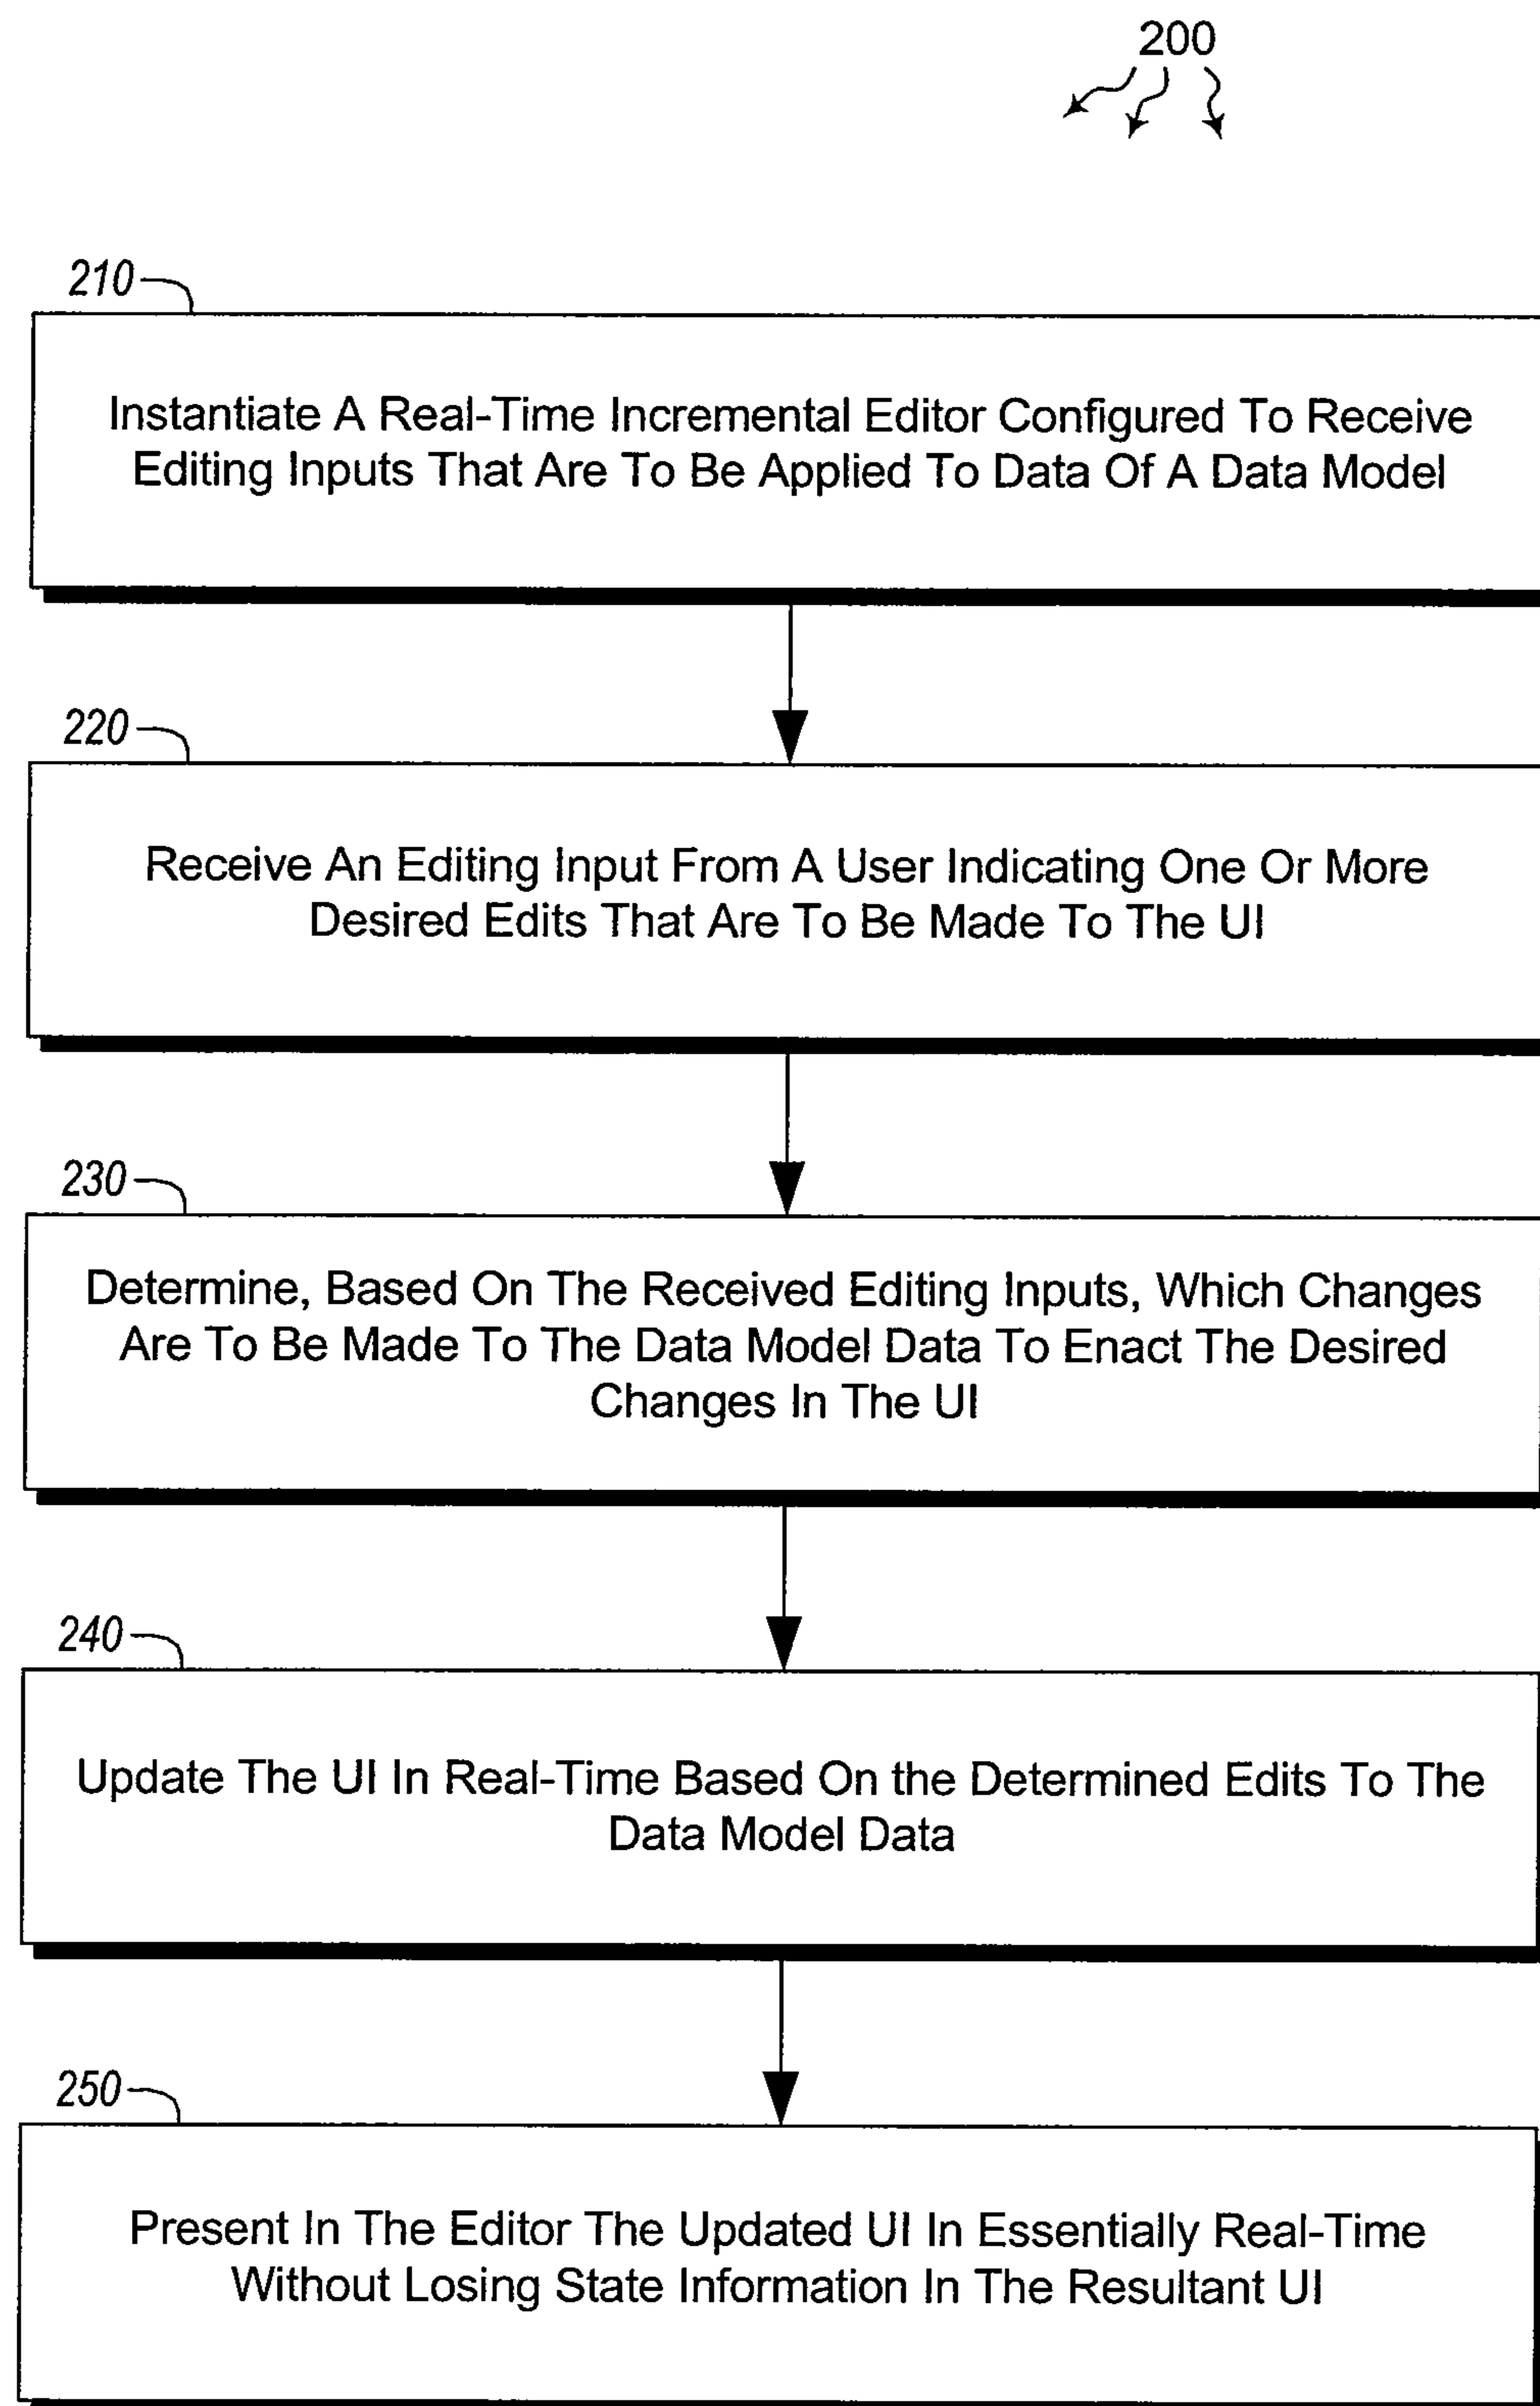 200
210
Instantiate A Real-Time Incremental Editor Configured To Receive
Editing Inputs That Are To Be Applied To Data Of A Data Model
220
Receive An Editing Input From A User Indicating One Or More
Desired Edits That Are To Be Made To The UI
230
Determine, Based On The Received Editing Inputs, Which Changes
Are To Be Made To The Data Model Data To Enact The Desired
Changes In The UI
240
Update The UI In Real-Time Based On the Determined Edits To The
Data Model Data
250
Present In The Editor The Updated UI In Essentially Real-Time
Without Losing State Information In The Resultant UI